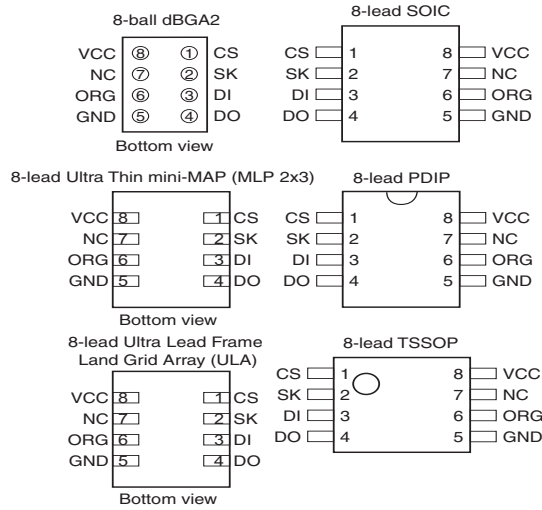 8-ball dBGA2
VCC 8 1 CS
NC 7 2 SK
ORG 6 3 DI
GND 5 4 DO
Bottom view
8-lead SOIC
CS 1 8 VCC
SK 2 7 NC
DI 3 6 ORG
DO 4 5 GND
8-lead Ultra Thin mini-MAP (MLP 2x3)
VCC 8 1 CS
NC 7 2 SK
ORG 6 3 DI
GND 5 4 DO
Bottom view
8-lead PDIP
CS 1 8 VCC
SK 2 7 NC
DI 3 6 ORG
DO 4 5 GND
8-lead Ultra Lead Frame
Land Grid Array (ULA)
VCC 8 1 CS
NC 7 2 SK
ORG 6 3 DI
GND 5 4 DO
Bottom view
8-lead TSSOP
CS 1 8 VCC
SK 2 7 NC
DI 3 6 ORG
DO 4 5 GND